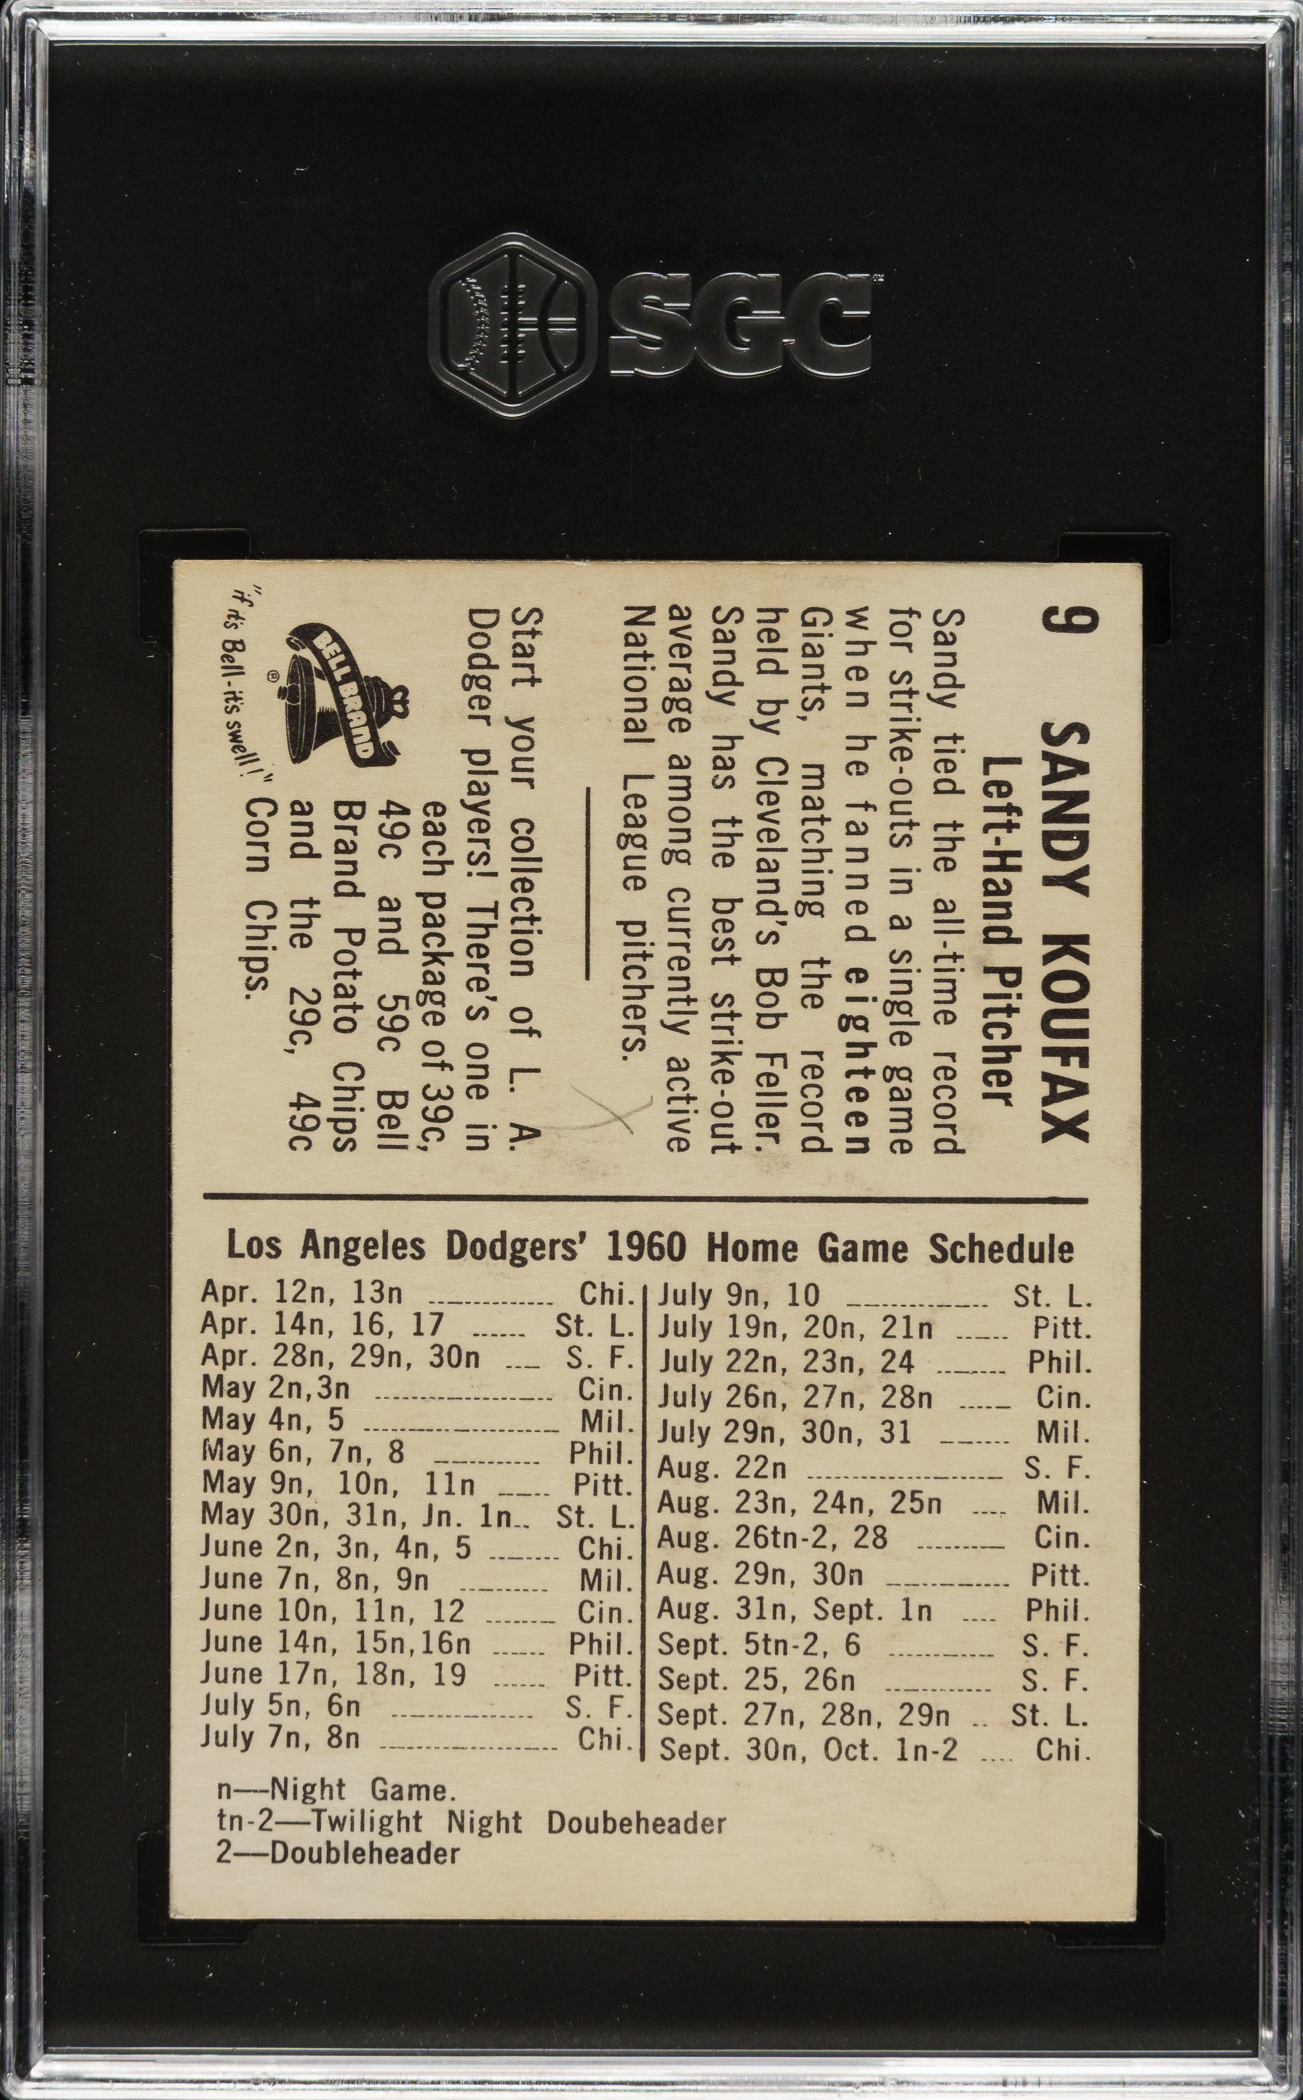 SGC
9 SANDY KOUFAX
Left-Hand Pitcher
Sandy tied the all-time record
for strike-outs in a single game
when he fanned eighteen
Giants, matching the record
held by Cleveland's Bob Feller.
Sandy has the best strike-out
average among currently active
National League pitchers.
Start your collection of L. A.
Dodger players! There's one in
each package of 39c,
49c and 59c Bell
Brand Potato Chips
and the 29c, 49c
Corn Chips.
BELL BRAND
®
"if it's Bell-it's swell!"
Los Angeles Dodgers' 1960 Home Game Schedule
Apr. 12n, 13n ............ Chi.
Apr. 14n, 16, 17 ...... St. L.
Apr. 28n, 29n, 30n .... S. F.
May 2n,3n .................... Cin.
May 4n, 5 ...................... Mil.
May 6n, 7n, 8 ............ Phil.
May 9n, 10n, 11n ...... Pitt.
May 30n, 31n, Jn. 1n.. St. L.
June 2n, 3n, 4n, 5 ........ Chi.
June 7n, 8n, 9n .......... Mil.
June 10n, 11n, 12 ........ Cin.
June 14n, 15n,16n ...... Phil.
June 17n, 18n, 19 ...... Pitt.
July 5n, 6n ................ S. F.
July 7n, 8n .................... Chi.
July 9n, 10 ................ St. L.
July 19n, 20n, 21n ...... Pitt.
July 22n, 23n, 24 ........ Phil.
July 26n, 27n, 28n ...... Cin.
July 29n, 30n, 31 ........ Mil.
Aug. 22n ...................... S. F.
Aug. 23n, 24n, 25n .... Mil.
Aug. 26tn-2, 28 .......... Cin.
Aug. 29n, 30n .............. Pitt.
Aug. 31n, Sept. 1n .... Phil.
Sept. 5tn-2, 6 ............ S. F.
Sept. 25, 26n ............ S. F.
Sept. 27n, 28n, 29n .. St. L.
Sept. 30n, Oct. 1n-2 .... Chi.
n—Night Game.
tn-2—Twilight Night Doubeheader
2—Doubleheader